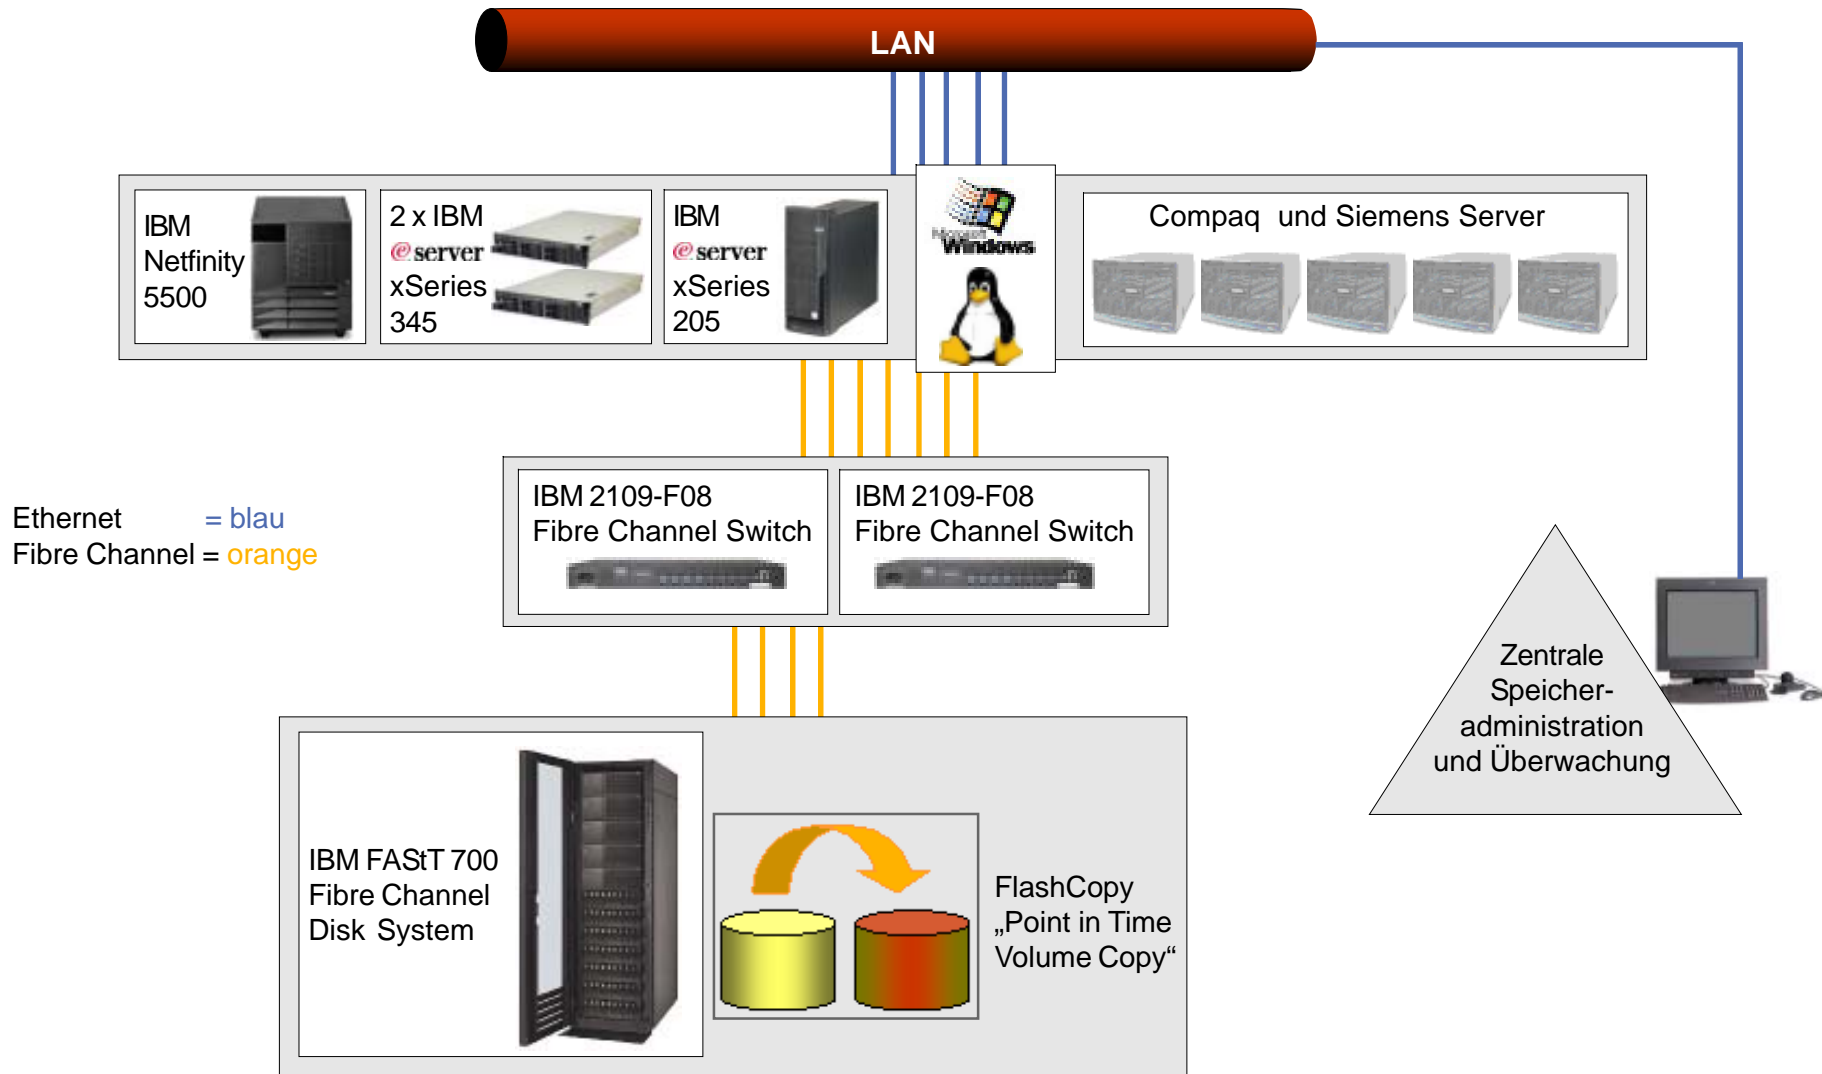 LAN
IBM
Netfinity
5500
2 x IBM
e server
xSeries
345
IBM
e server
xSeries
205
Microsoft
Windows
Compaq und Siemens Server
Ethernet = blau
Fibre Channel = orange
IBM 2109-F08
Fibre Channel Switch
IBM 2109-F08
Fibre Channel Switch
Zentrale
Speicher-
administration
und Überwachung
IBM FAStT 700
Fibre Channel
Disk System
FlashCopy
„Point in Time
Volume Copy“